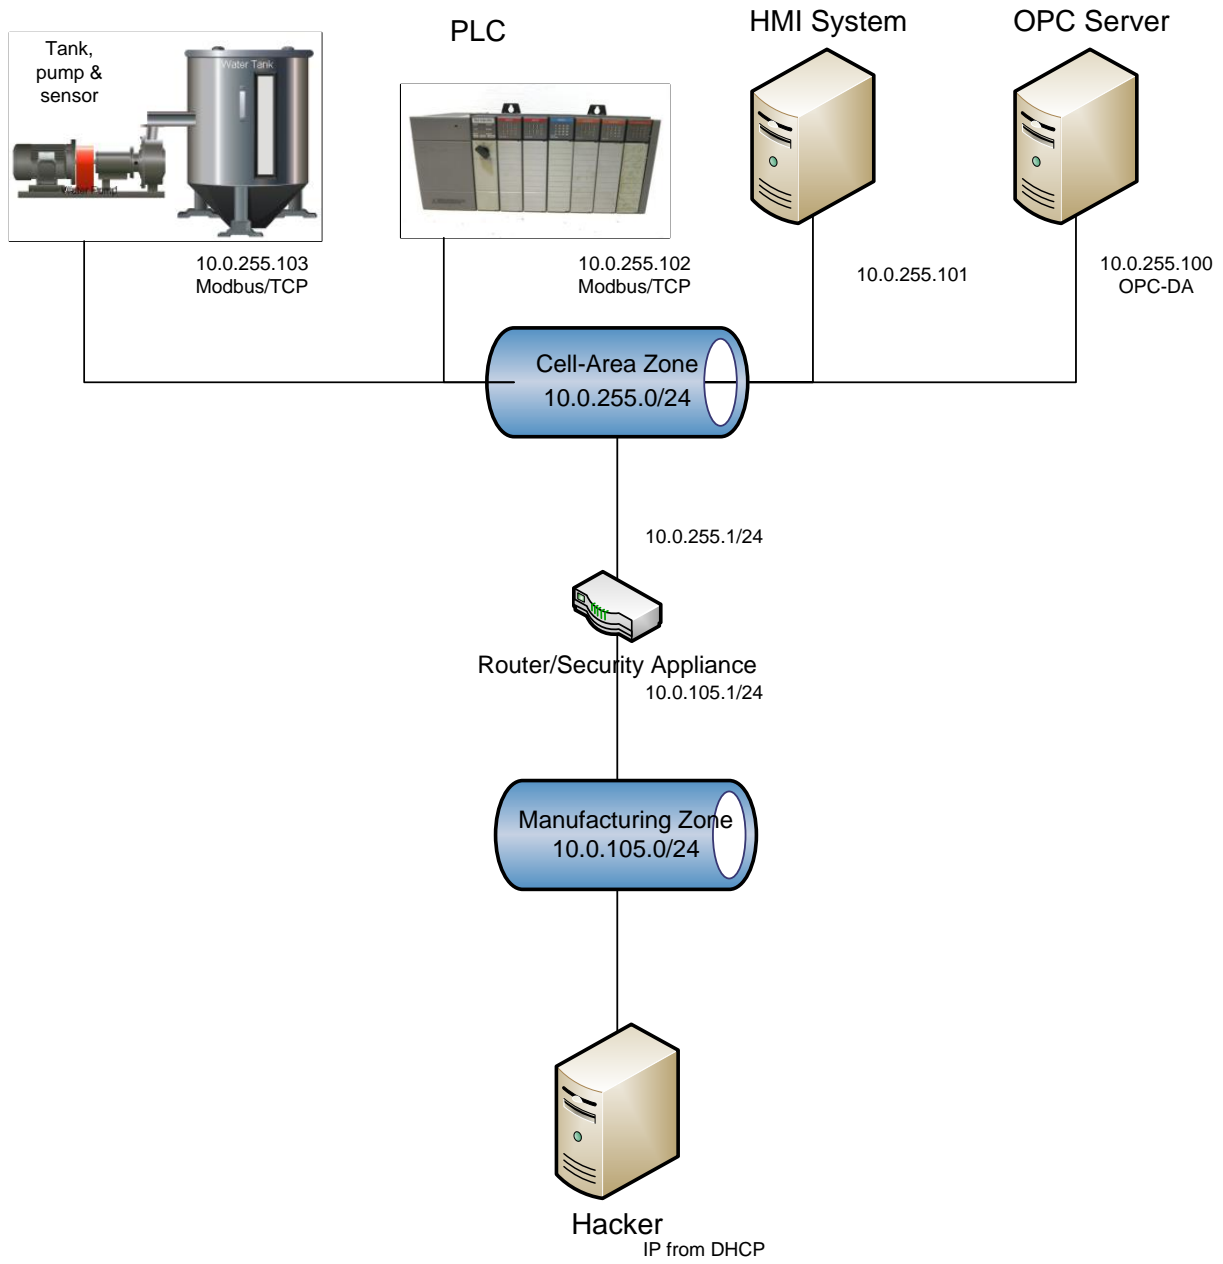 Tank,
pump &
sensor
Water Tank
Water Pump
PLC
HMI System
OPC Server
10.0.255.103
Modbus/TCP
10.0.255.102
Modbus/TCP
10.0.255.101
10.0.255.100
OPC-DA
Cell-Area Zone
10.0.255.0/24
10.0.255.1/24
Router/Security Appliance
10.0.105.1/24
Manufacturing Zone
10.0.105.0/24
Hacker
IP from DHCP